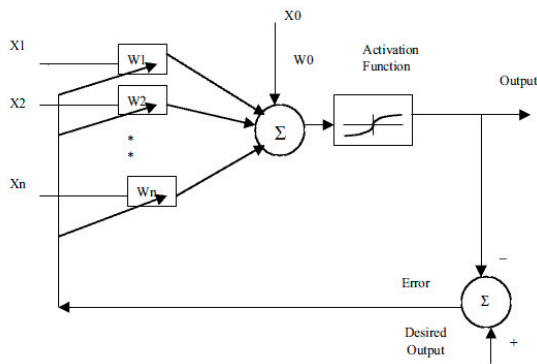 X0
X1
W1
W0
Activation
Function
Output
X2
W2
*
*
Σ
Xn
Wn
−
Error
Σ
Desired
Output
+